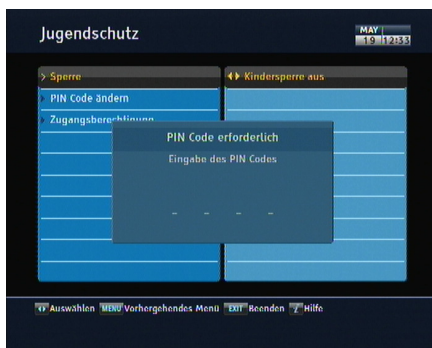 Jugendschutz
MAY
19 12:33
> Sperre
Kindersperre aus
PIN Code ändern
Zugangsberechtigung
PIN Code erforderlich
Eingabe des PIN Codes
- - - -
Auswählen MENU Vorhergehendes Menü EXIT Beenden ? Hilfe